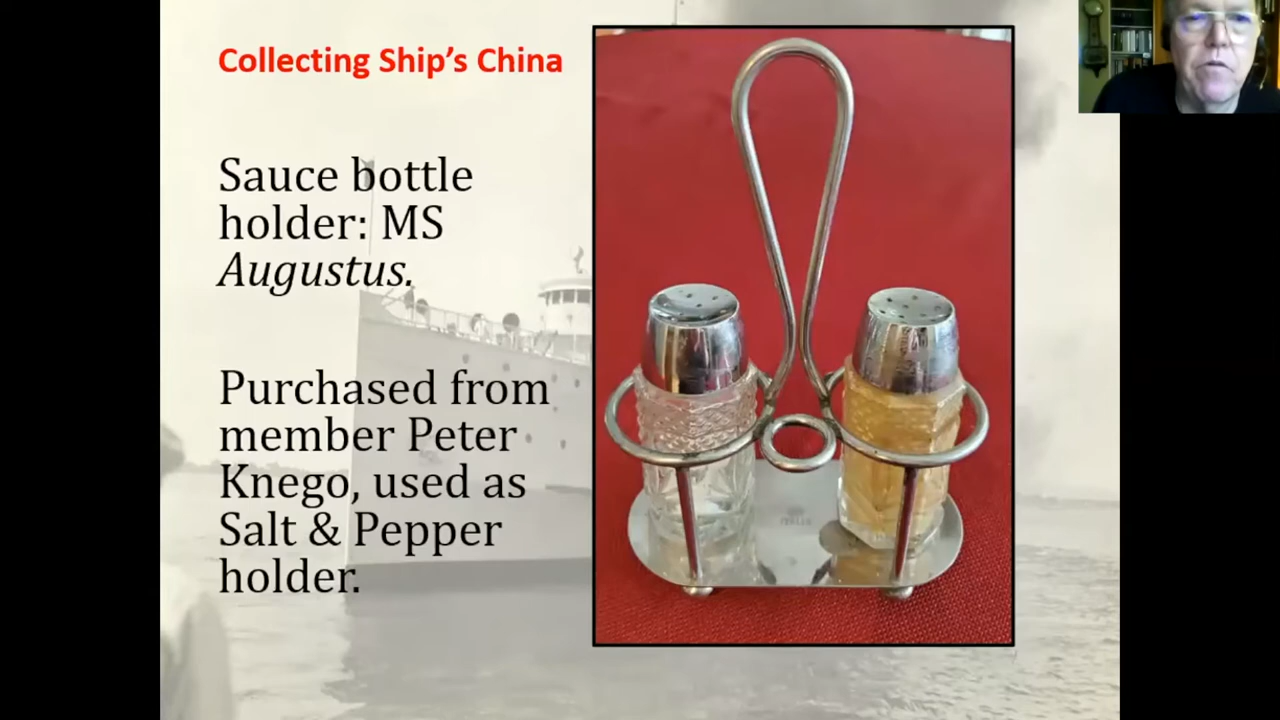 Collecting Ship’s China
Sauce bottle
holder: MS
Augustus.
Purchased from
member Peter
Knego, used as
Salt & Pepper
holder.